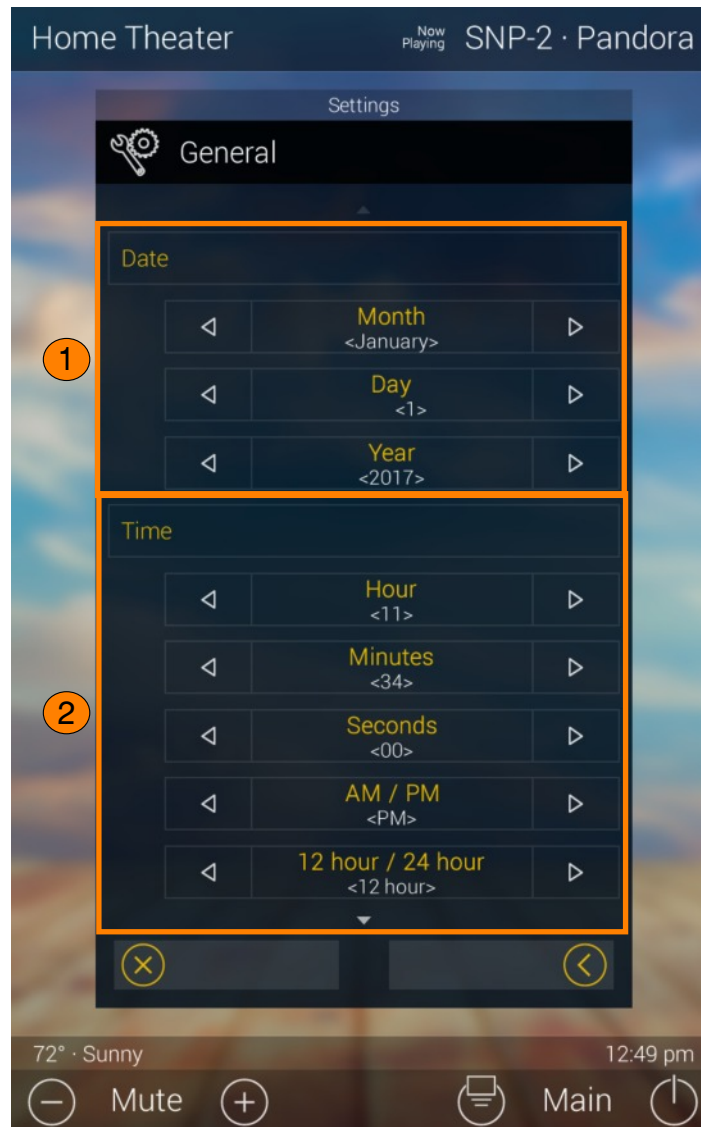 Home Theater
Now
Playing
SNP-2 · Pandora
Settings
General
Date
1
Month
<January>
Day
<1>
Year
<2017>
Time
Hour
<11>
Minutes
<34>
2
Seconds
<00>
AM / PM
<PM>
12 hour / 24 hour
<12 hour>
72° · Sunny
12:49 pm
Mute
Main